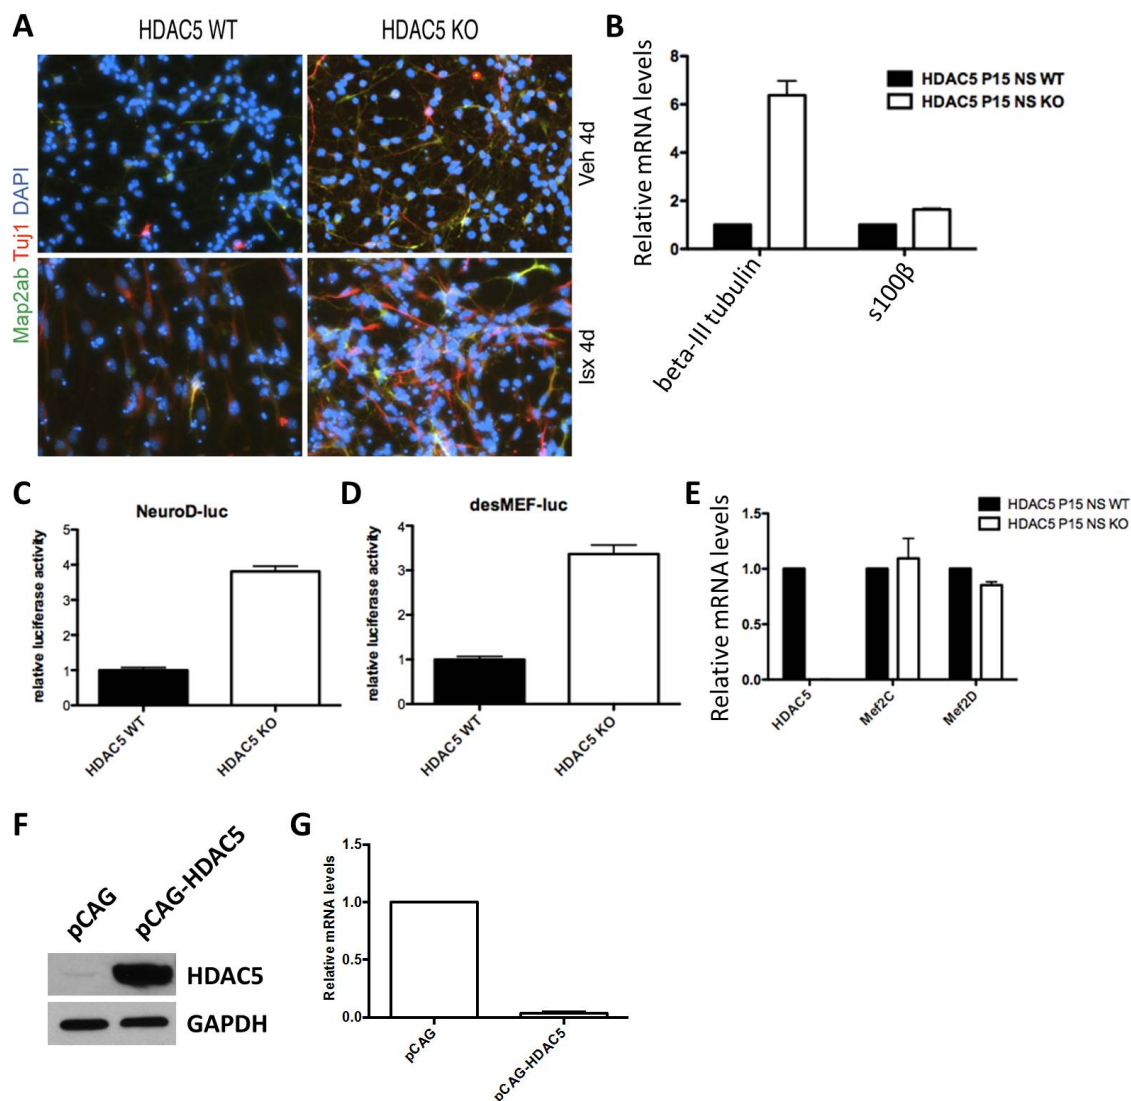 A
HDAC5 WT
HDAC5 KO
Map2ab Tuj1 DAPI
Veh 4d
Isx 4d
B
Relative mRNA levels
8
6
4
2
0
HDAC5 P15 NS WT
HDAC5 P15 NS KO
beta-III tubulin
s100β
C
NeuroD-luc
relative luciferase activity
5
4
3
2
1
0
HDAC5 WT
HDAC5 KO
D
desMEF-luc
relative luciferase activity
4
3
2
1
0
HDAC5 WT
HDAC5 KO
E
Relative mRNA levels
1.5
1.0
0.5
0.0
HDAC5 P15 NS WT
HDAC5 P15 NS KO
HDAC5
Mef2C
Mef2D
F
pCAG
pCAG-HDAC5
HDAC5
GAPDH
G
Relative mRNA levels
1.5
1.0
0.5
0.0
pCAG
pCAG-HDAC5